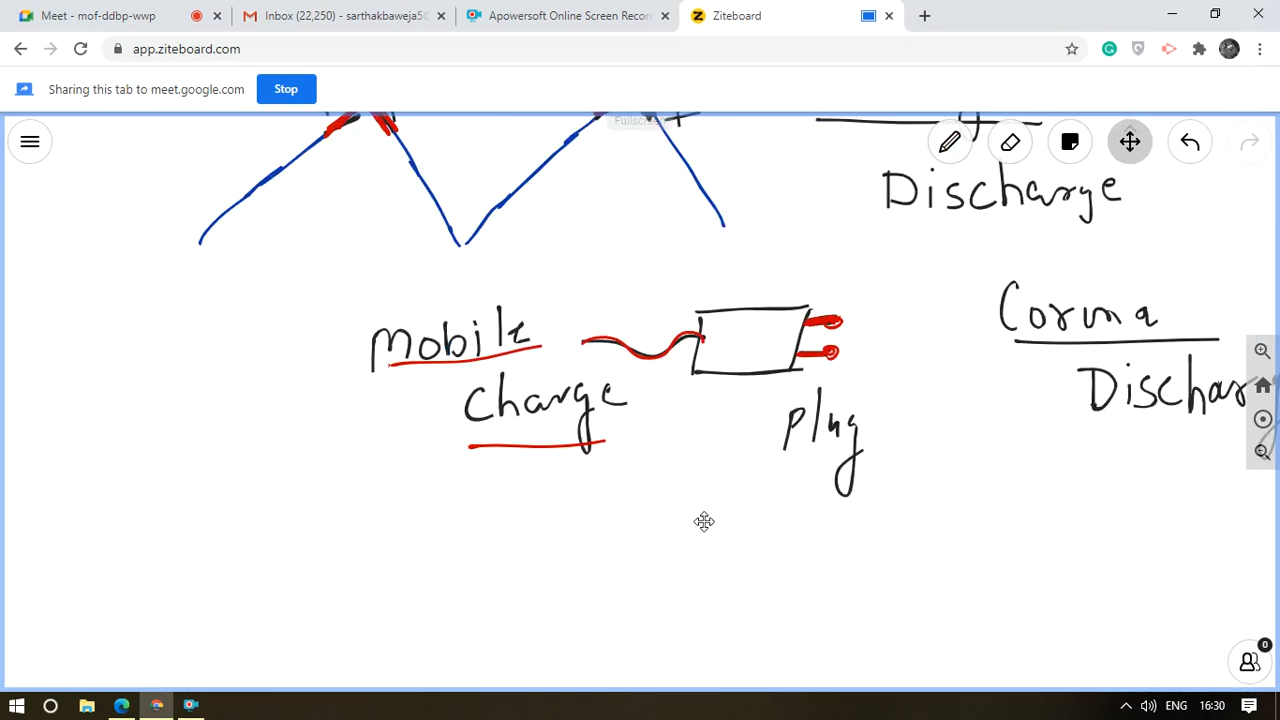 Meet - mof-ddbp-wwp
Inbox (22,250) - sarthakbaweja5
Apowersoft Online Screen Recor
Ziteboard
app.ziteboard.com
Sharing this tab to meet.google.com
Stop
Discharge
Mobile
Charge
Plug
Corona
Dischar
0
ENG
16:30